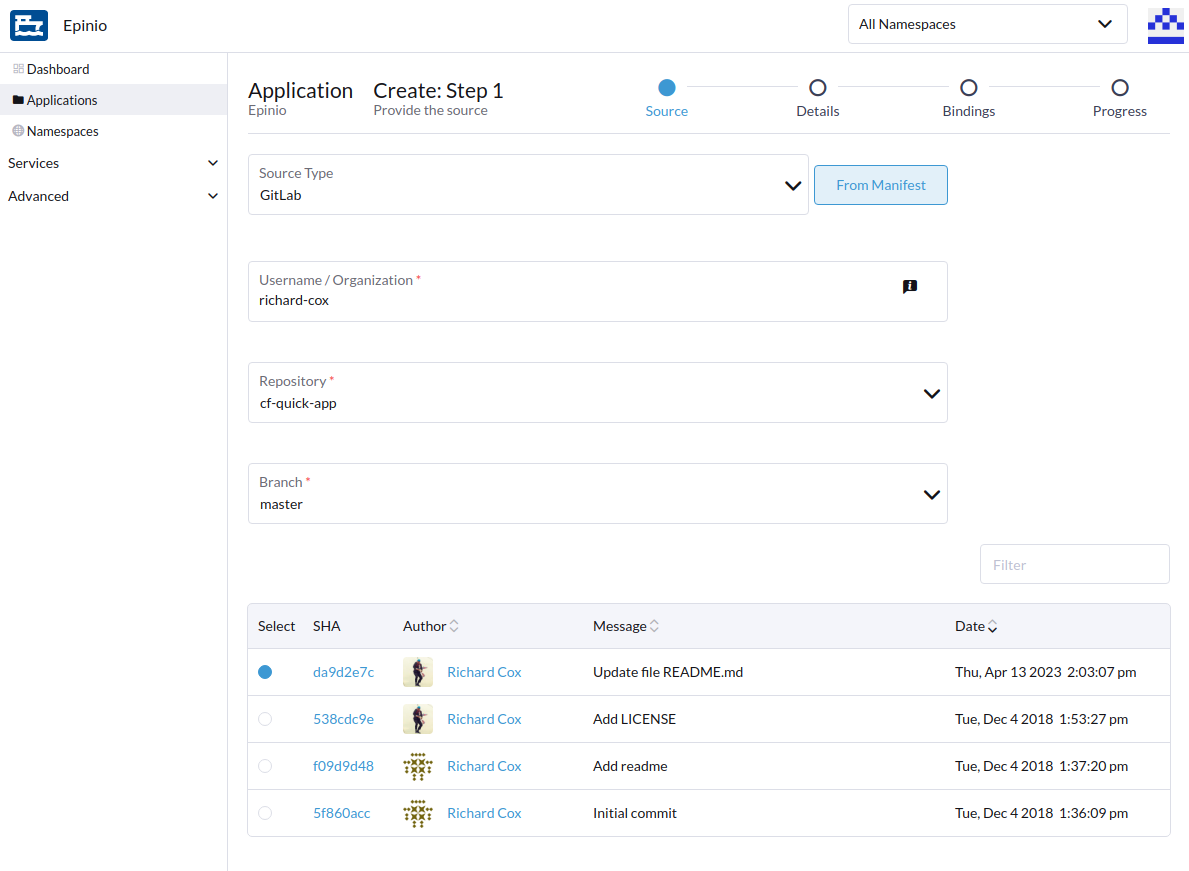 Epinio
All Namespaces
Dashboard
Applications
Namespaces
Services
Advanced
Application Create: Step 1
Epinio Provide the source
Source Details Bindings Progress
Source Type
GitLab
From Manifest
Username / Organization *
richard-cox
Repository *
cf-quick-app
Branch *
master
Filter
Select SHA Author Message Date
da9d2e7c Richard Cox Update file README.md Thu, Apr 13 2023 2:03:07 pm
538cdc9e Richard Cox Add LICENSE Tue, Dec 4 2018 1:53:27 pm
f09d9d48 Richard Cox Add readme Tue, Dec 4 2018 1:37:20 pm
5f860acc Richard Cox Initial commit Tue, Dec 4 2018 1:36:09 pm